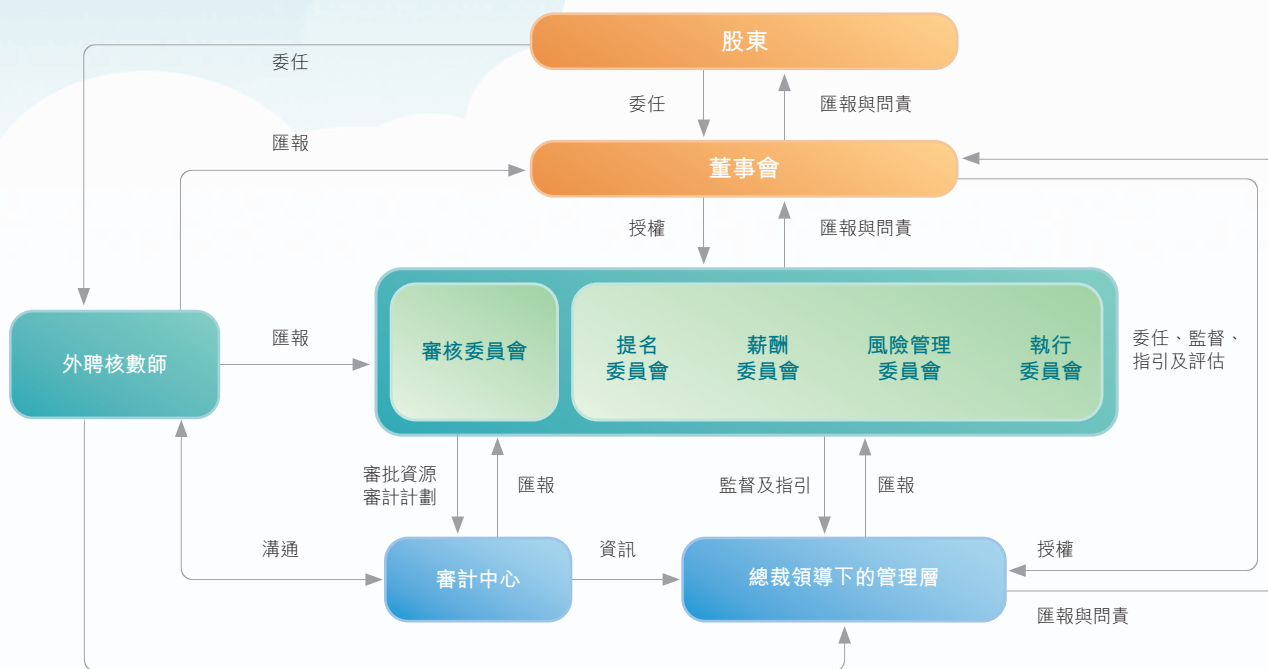 股東
委任
委任
匯報與問責
匯報
董事會
授權
匯報與問責
外聘核數師
匯報
審核委員會
提名
委員會
薪酬
委員會
風險管理
委員會
執行
委員會
委任、監督、
指引及評估
審批資源
審計計劃
匯報
監督及指引
匯報
溝通
審計中心
資訊
總裁領導下的管理層
授權
匯報與問責